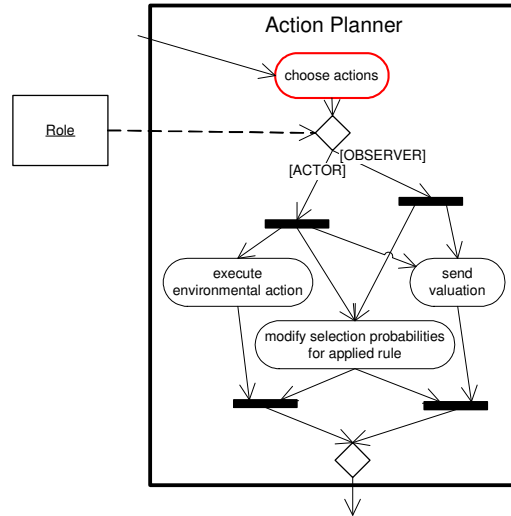 Action Planner
choose actions
Role
[OBSERVER]
[ACTOR]
execute
environmental action
send
valuation
modify selection probabilities
for applied rule